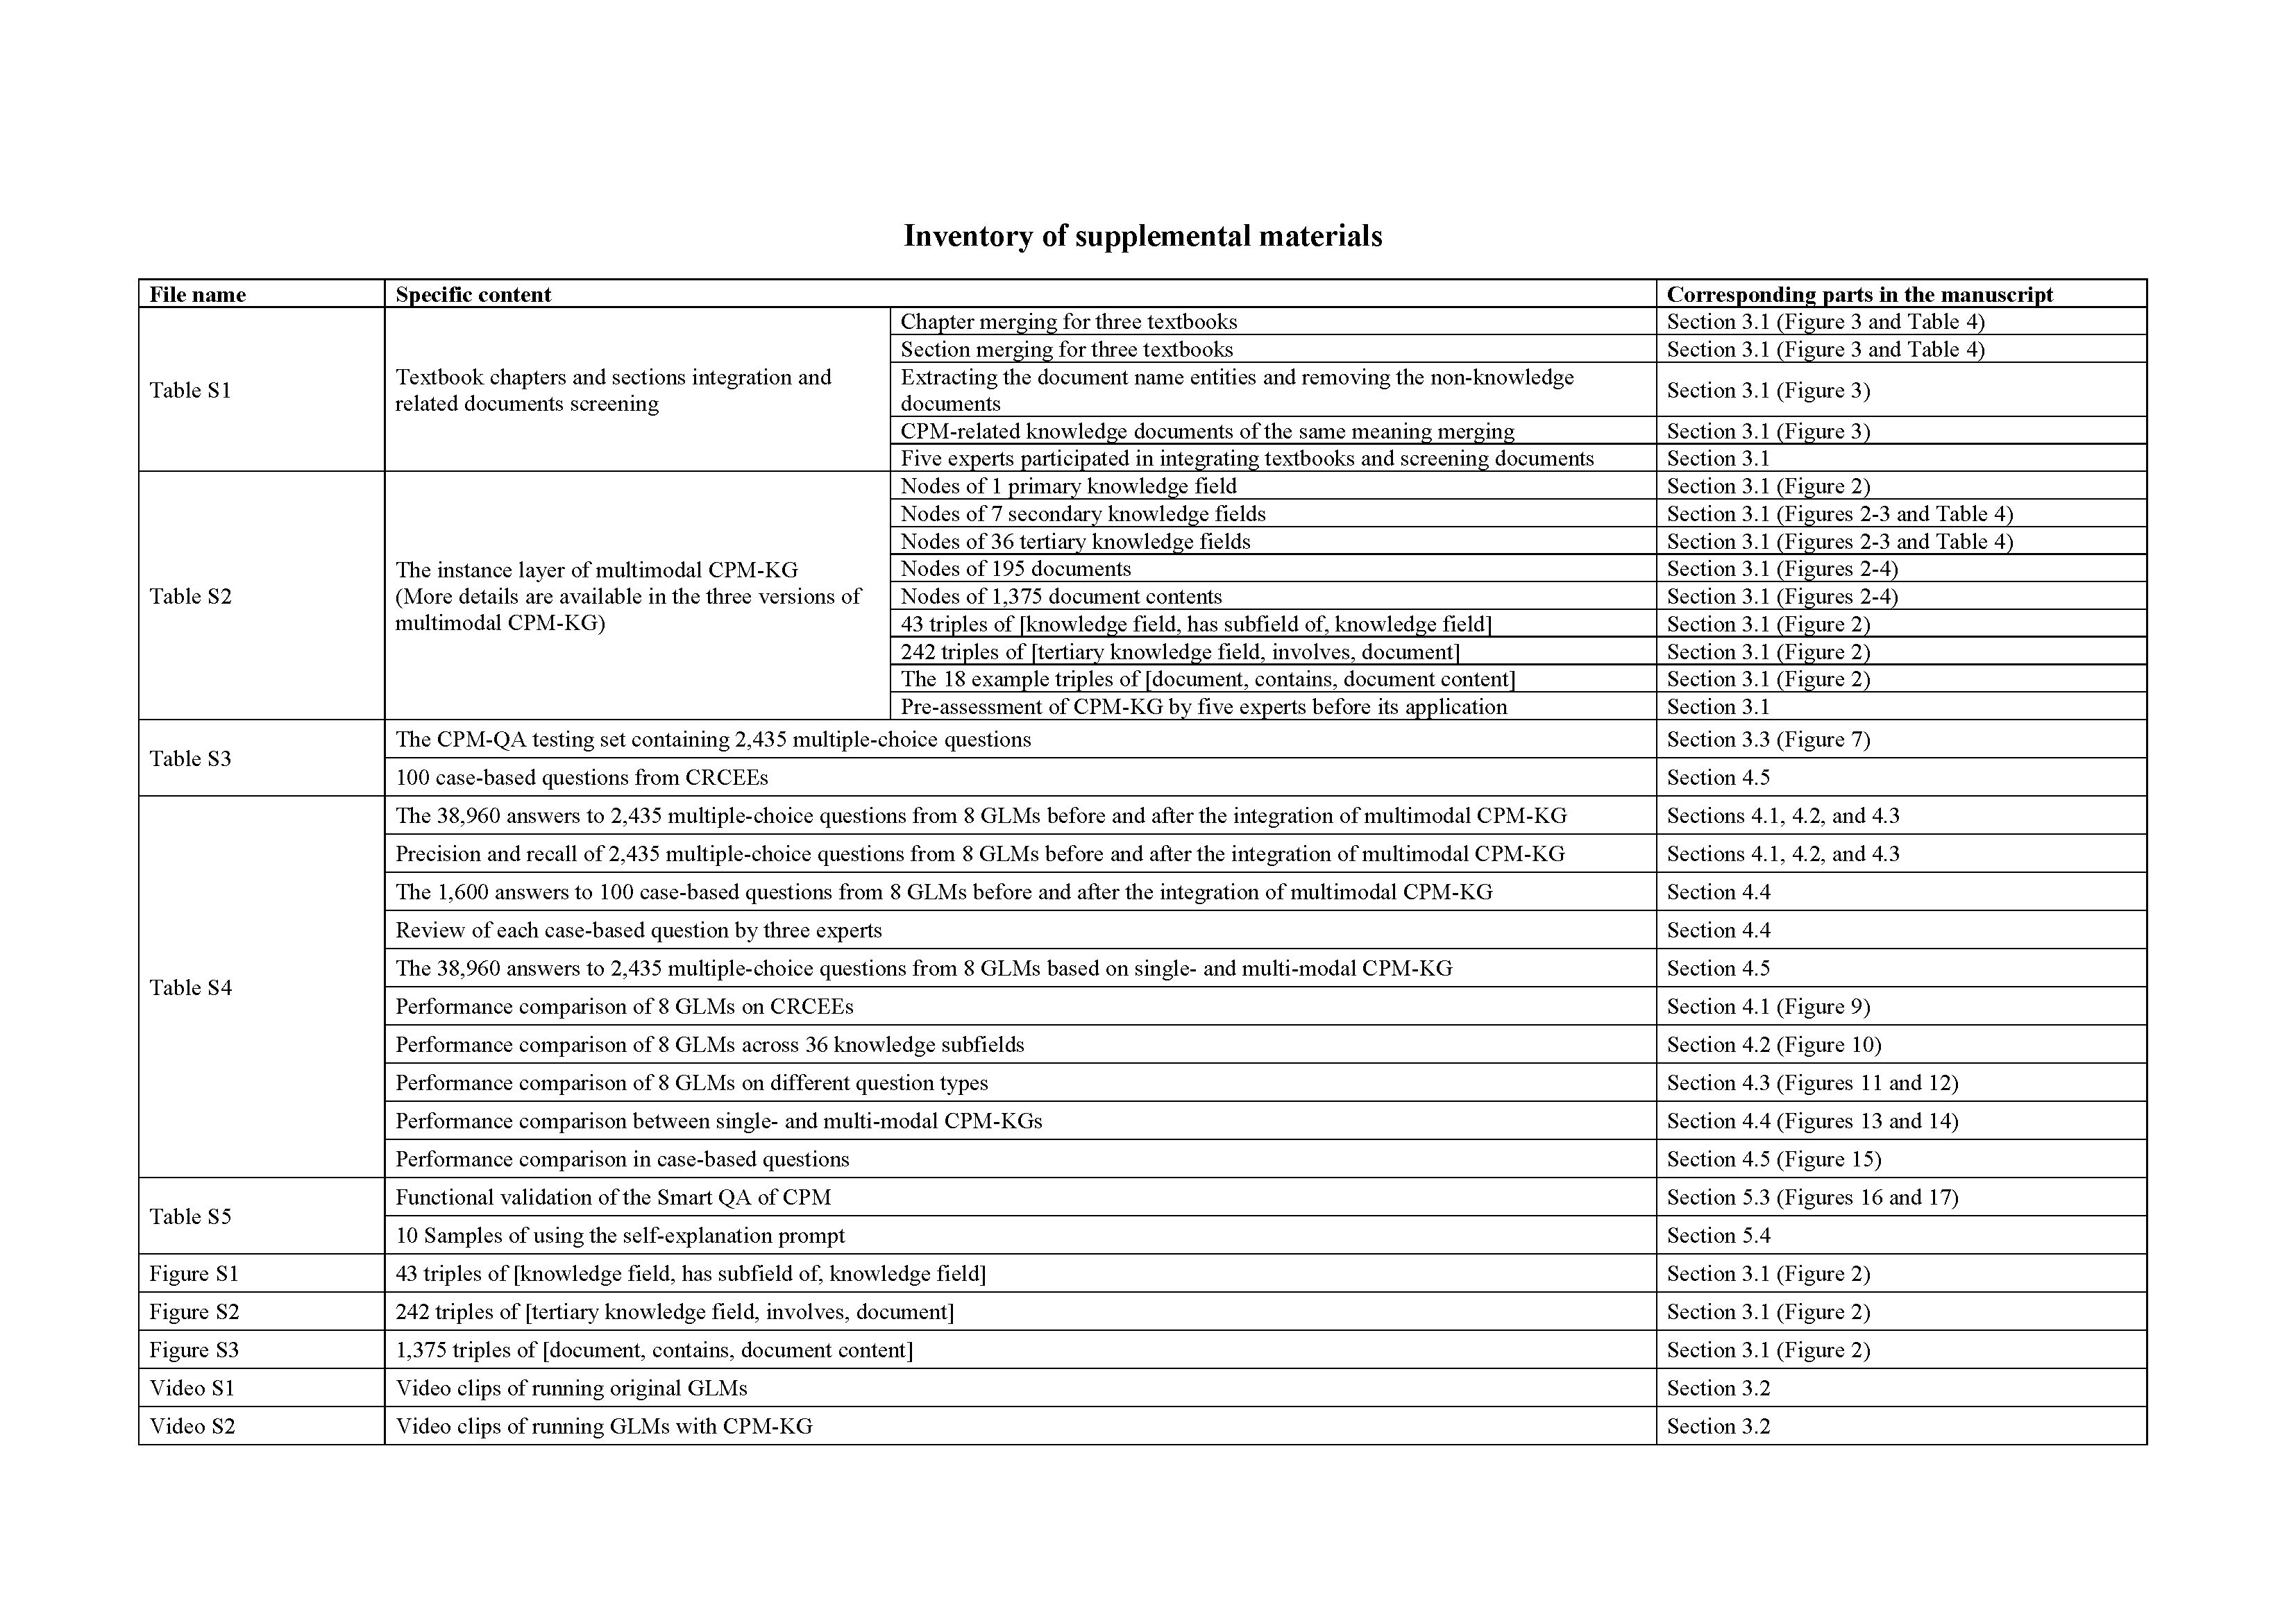 Inventory of supplemental materials
File name
Specific content
Corresponding parts in the manuscript
Table S1
Textbook chapters and sections integration and
related documents screening
Chapter merging for three textbooks
Section 3.1 (Figure 3 and Table 4)
Section merging for three textbooks
Section 3.1 (Figure 3 and Table 4)
Extracting the document name entities and removing the non-knowledge
documents
Section 3.1 (Figure 3)
CPM-related knowledge documents of the same meaning merging
Section 3.1 (Figure 3)
Five experts participated in integrating textbooks and screening documents
Section 3.1
Table S2
The instance layer of multimodal CPM-KG
(More details are available in the three versions of
multimodal CPM-KG)
Nodes of 1 primary knowledge field
Section 3.1 (Figure 2)
Nodes of 7 secondary knowledge fields
Section 3.1 (Figures 2-3 and Table 4)
Nodes of 36 tertiary knowledge fields
Section 3.1 (Figures 2-3 and Table 4)
Nodes of 195 documents
Section 3.1 (Figures 2-4)
Nodes of 1,375 document contents
Section 3.1 (Figures 2-4)
43 triples of [knowledge field, has subfield of, knowledge field]
Section 3.1 (Figure 2)
242 triples of [tertiary knowledge field, involves, document]
Section 3.1 (Figure 2)
The 18 example triples of [document, contains, document content]
Section 3.1 (Figure 2)
Pre-assessment of CPM-KG by five experts before its application
Section 3.1
Table S3
The CPM-QA testing set containing 2,435 multiple-choice questions
Section 3.3 (Figure 7)
100 case-based questions from CRCEEs
Section 4.5
Table S4
The 38,960 answers to 2,435 multiple-choice questions from 8 GLMs before and after the integration of multimodal CPM-KG
Sections 4.1, 4.2, and 4.3
Precision and recall of 2,435 multiple-choice questions from 8 GLMs before and after the integration of multimodal CPM-KG
Sections 4.1, 4.2, and 4.3
The 1,600 answers to 100 case-based questions from 8 GLMs before and after the integration of multimodal CPM-KG
Section 4.4
Review of each case-based question by three experts
Section 4.4
The 38,960 answers to 2,435 multiple-choice questions from 8 GLMs based on single- and multi-modal CPM-KG
Section 4.5
Performance comparison of 8 GLMs on CRCEEs
Section 4.1 (Figure 9)
Performance comparison of 8 GLMs across 36 knowledge subfields
Section 4.2 (Figure 10)
Performance comparison of 8 GLMs on different question types
Section 4.3 (Figures 11 and 12)
Performance comparison between single- and multi-modal CPM-KGs
Section 4.4 (Figures 13 and 14)
Performance comparison in case-based questions
Section 4.5 (Figure 15)
Table S5
Functional validation of the Smart QA of CPM
Section 5.3 (Figures 16 and 17)
10 Samples of using the self-explanation prompt
Section 5.4
Figure S1
43 triples of [knowledge field, has subfield of, knowledge field]
Section 3.1 (Figure 2)
Figure S2
242 triples of [tertiary knowledge field, involves, document]
Section 3.1 (Figure 2)
Figure S3
1,375 triples of [document, contains, document content]
Section 3.1 (Figure 2)
Video S1
Video clips of running original GLMs
Section 3.2
Video S2
Video clips of running GLMs with CPM-KG
Section 3.2